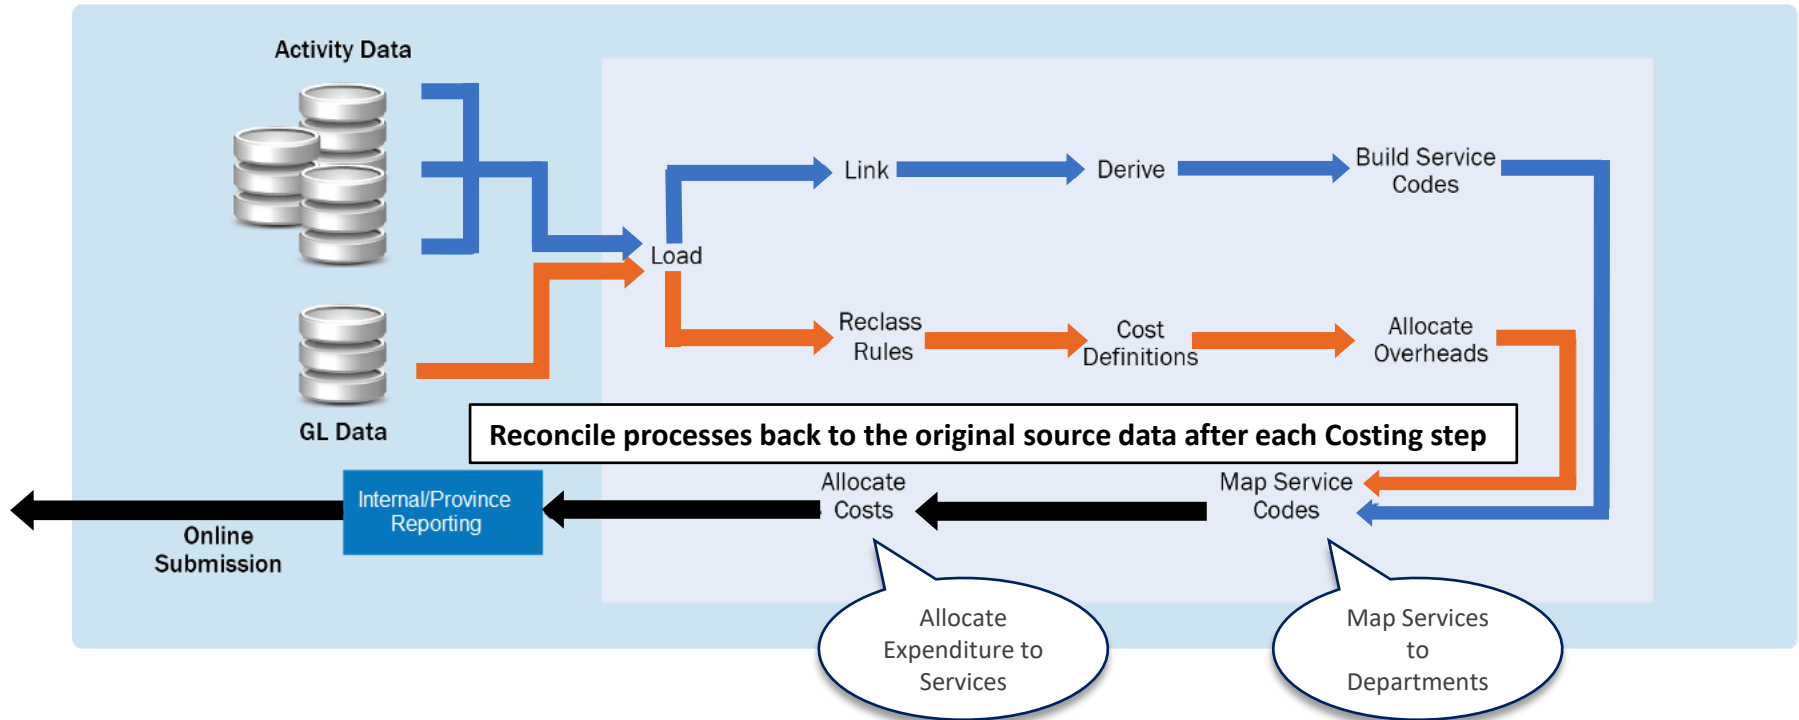 Activity Data
Link
Derive
Build Service
Codes
Load
Reclass
Rules
Cost
Definitions
Allocate
Overheads
GL Data
Reconcile processes back to the original source data after each Costing step
Internal/Province
Reporting
Allocate
Costs
Map Service
Codes
Online
Submission
Allocate
Expenditure to
Services
Map Services
to
Departments